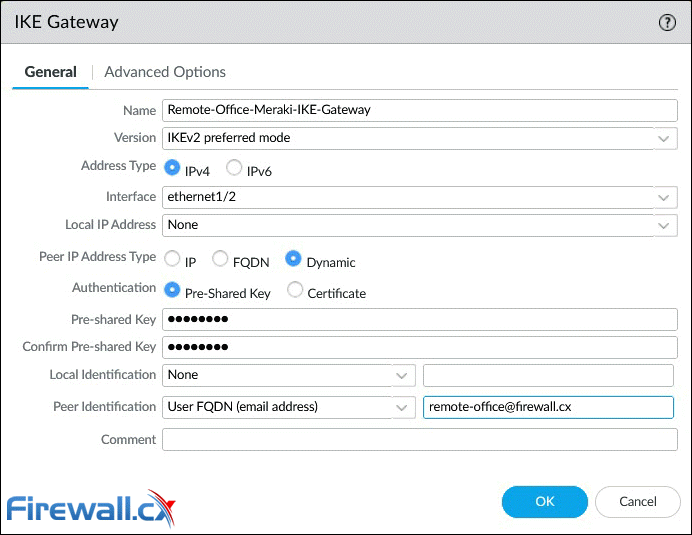 IKE Gateway
General Advanced Options
Name Remote-Office-Meraki-IKE-Gateway
Version IKEv2 preferred mode
Address Type IPv4 IPv6
Interface ethernet1/2
Local IP Address None
Peer IP Address Type IP FQDN Dynamic
Authentication Pre-Shared Key Certificate
Pre-shared Key ●●●●●●●●
Confirm Pre-shared Key ●●●●●●●●
Local Identification None
Peer Identification User FQDN (email address) remote-office@firewall.cx
Comment
OK Cancel
Firewall.cx